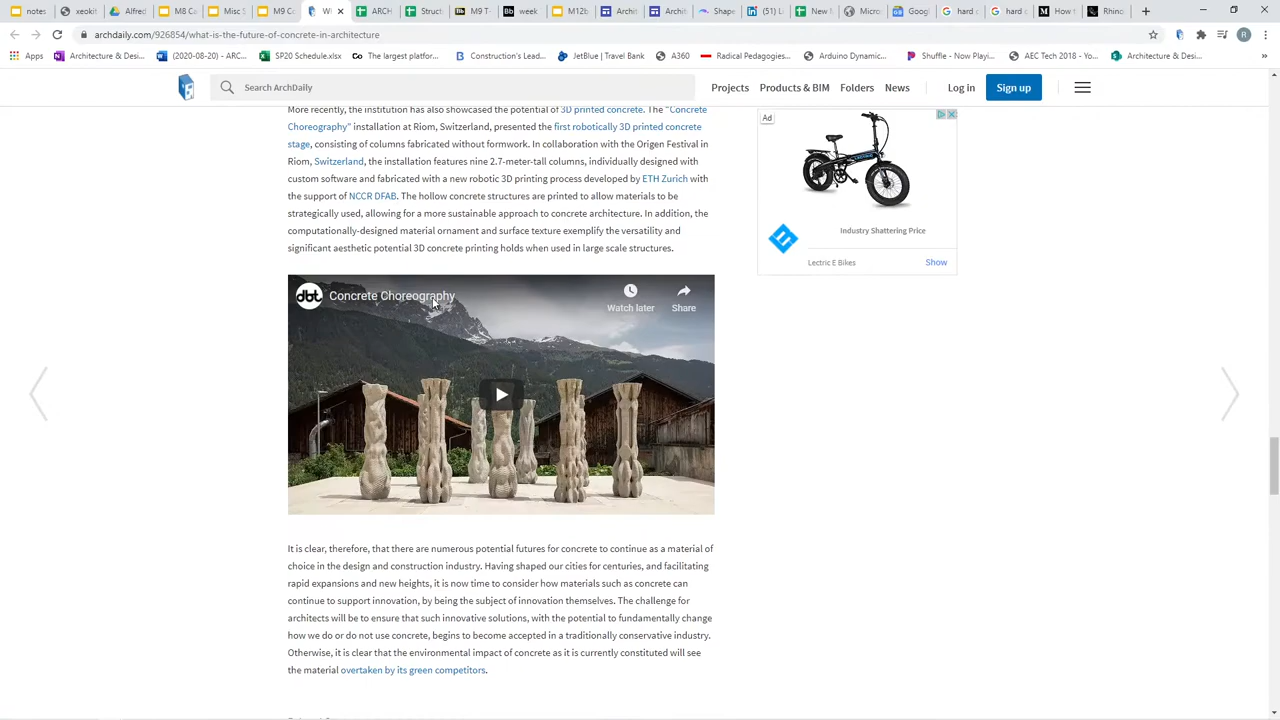 notes
xenkit
Alfred
M8 C
Misc S
M9 Co
W
ARCH
Struct
M9 T-
Bb week
M12b
Archit
Archit
Shape
(51) Li
New M
Micro
Googl
hard c
hard c
How t
Rhino
archdaily.com/926854/what-is-the-future-of-concrete-in-architecture
Apps
Architecture & Des...
(2020-08-20) - ARC...
SP20 Schedule.xlsx
The largest platfor...
Construction's Lead...
JetBlue | Travel Bank
A360
Radical Pedagogies...
Shuffle - Now Playi...
Arduino Dynamic...
AEC Tech 2018 - Yo...
Architecture & Desi...
Search ArchDaily
Projects Products & BIM Folders News Log in Sign up
More recently, the institution has also showcased the potential of 3D printed concrete. The "Concrete
Choreography" installation at Riom, Switzerland, presented the first robotically 3D printed concrete
stage, consisting of columns fabricated without formwork. In collaboration with the Origen Festival in
Riom, Switzerland, the installation features nine 2.7-meter-tall columns, individually designed with
custom software and fabricated with a new robotic 3D printing process developed by ETH Zurich with
the support of NCCR DFAB. The hollow concrete structures are printed to allow materials to be
strategically used, allowing for a more sustainable approach to concrete architecture. In addition, the
computationally-designed material ornament and surface texture exemplify the versatility and
significant aesthetic potential 3D concrete printing holds when used in large scale structures.
Ad
Industry Shattering Price
Lectric E Bikes
Show
dbt
Concrete Choreography
Watch later
Share
It is clear, therefore, that there are numerous potential futures for concrete to continue as a material of
choice in the design and construction industry. Having shaped our cities for centuries, and facilitating
rapid expansions and new heights, it is now time to consider how materials such as concrete can
continue to support innovation, by being the subject of innovation themselves. The challenge for
architects will be to ensure that such innovative solutions, with the potential to fundamentally change
how we do or do not use concrete, begins to become accepted in a traditionally conservative industry.
Otherwise, it is clear that the environmental impact of concrete as it is currently constituted will see
the material overtaken by its green competitors.